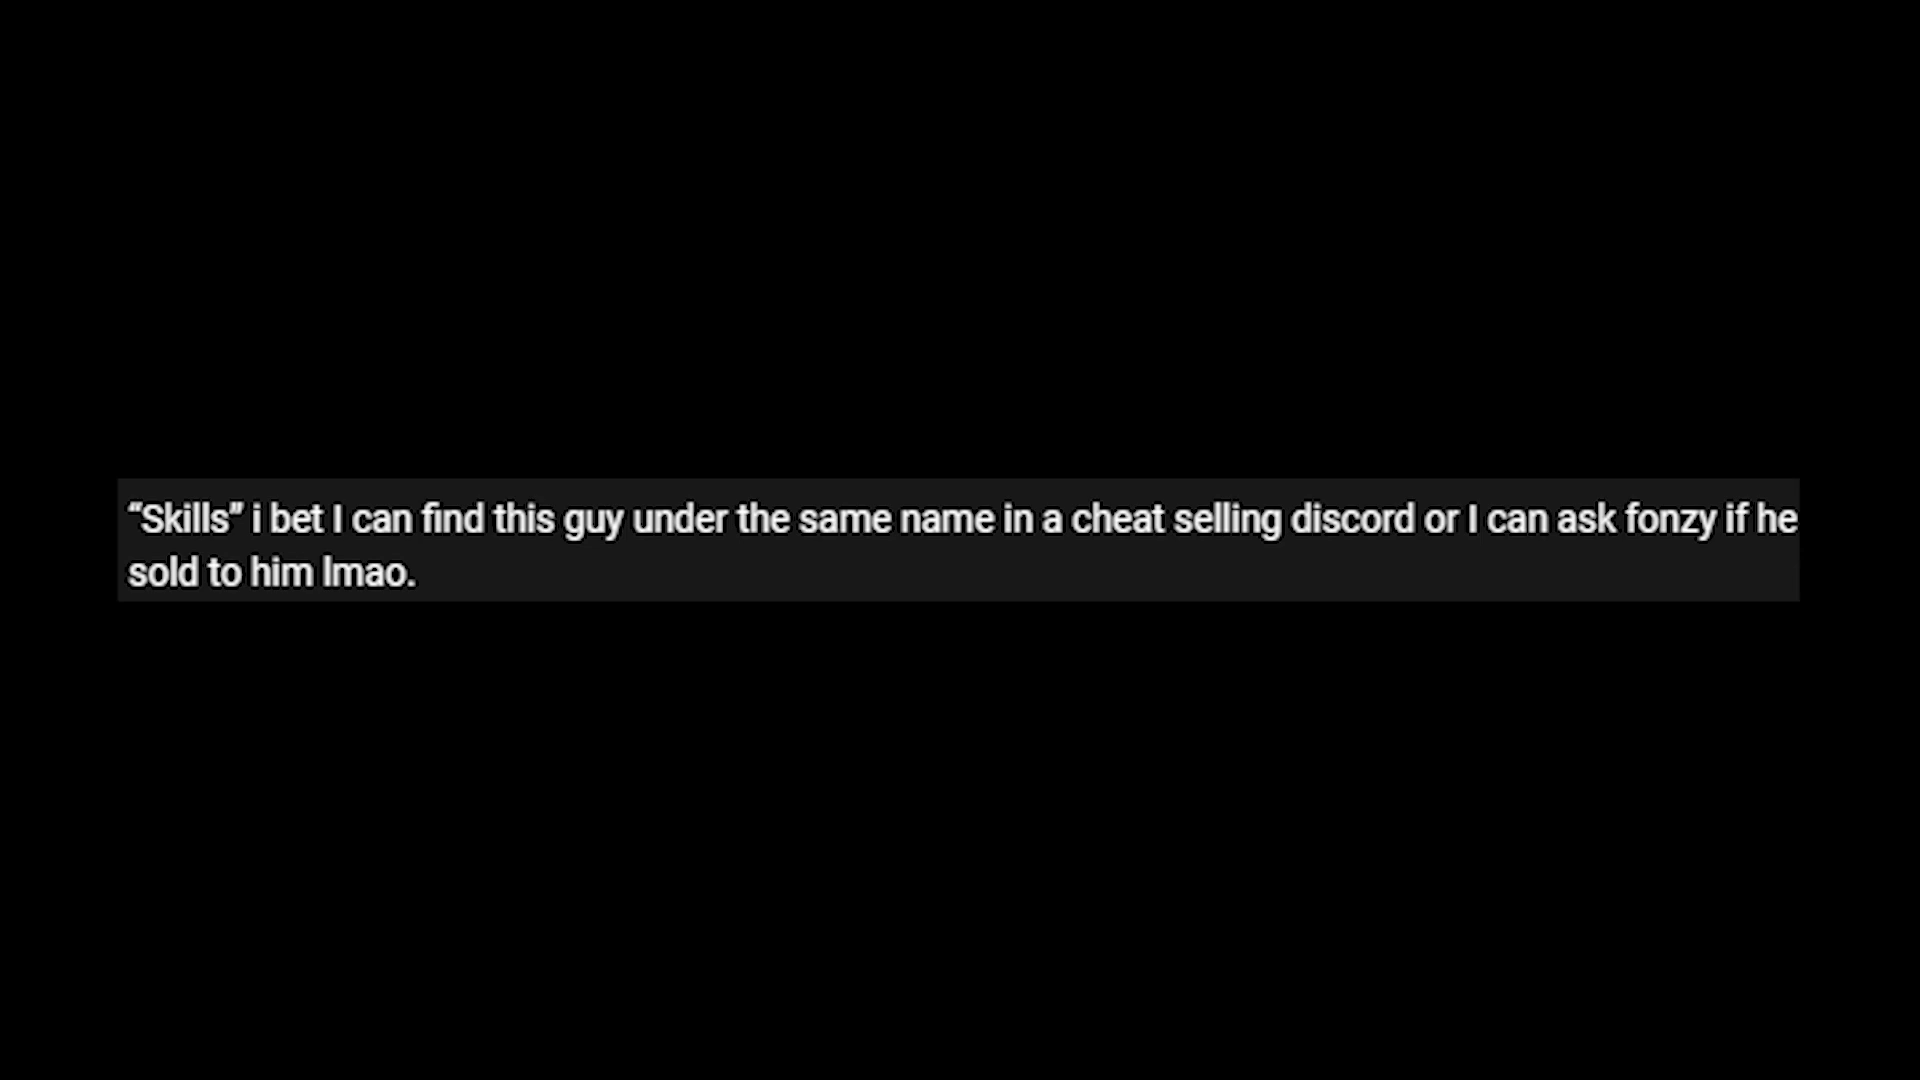 “Skills” i bet I can find this guy under the same name in a cheat selling discord or I can ask fonzy if he
sold to him lmao.